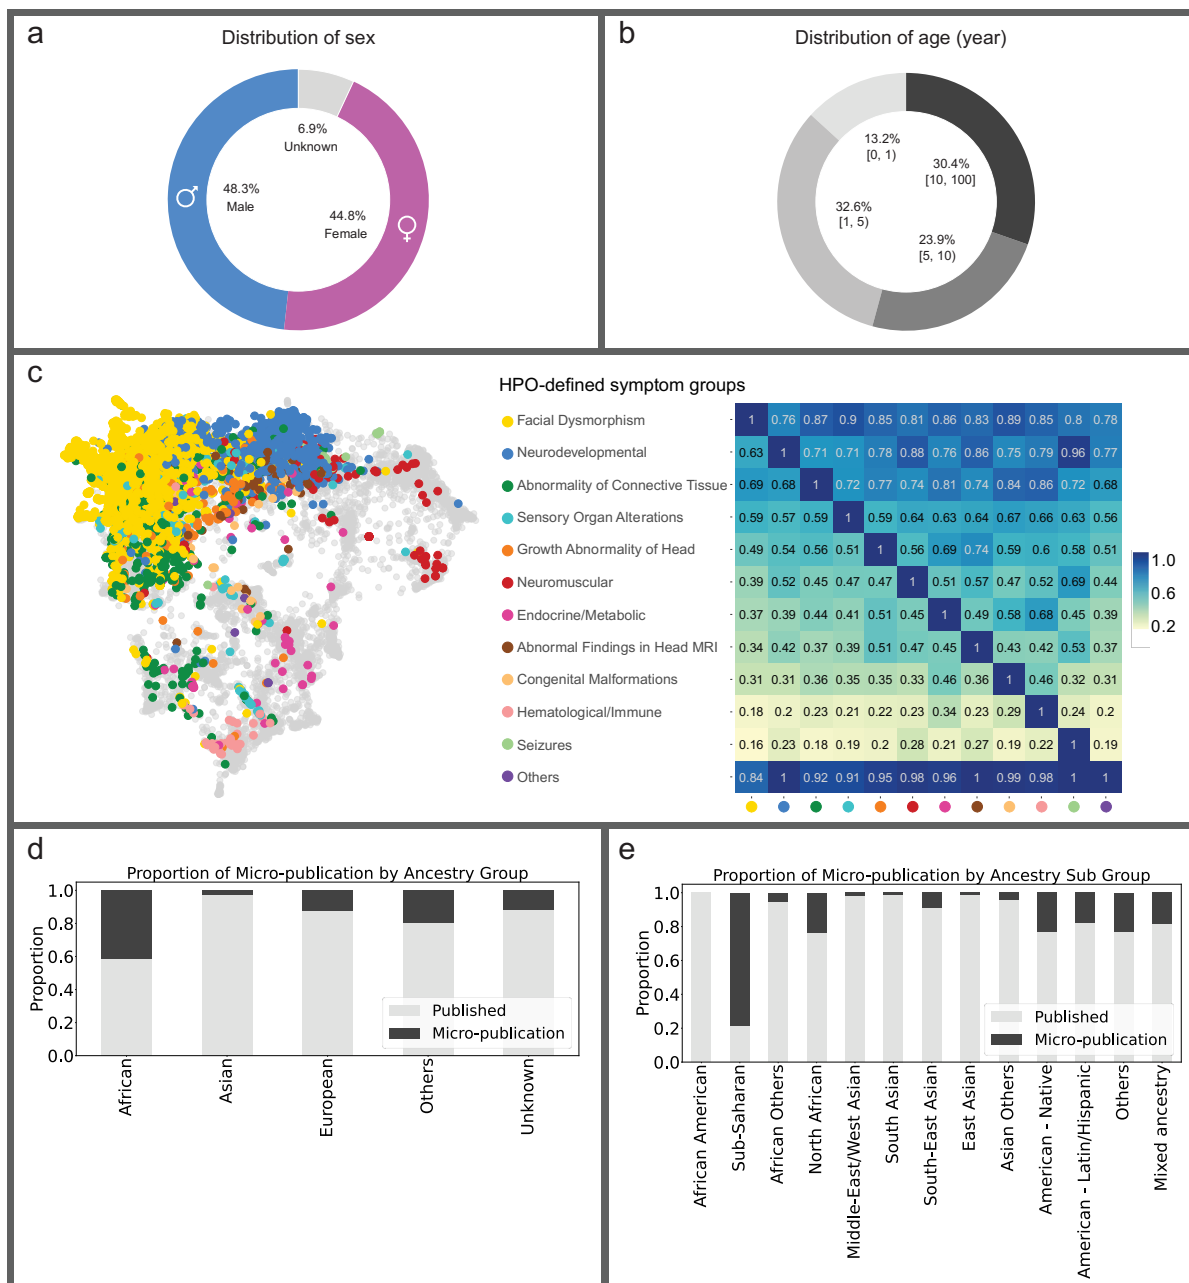 a
Distribution of sex
6.9%
Unknown
48.3%
Male
44.8%
Female
b
Distribution of age (year)
13.2%
[0, 1)
30.4%
[10, 100]
32.6%
[1, 5)
23.9%
[5, 10)
c
HPO-defined symptom groups
Facial Dysmorphism
Neurodevelopmental
Abnormality of Connective Tissue
Sensory Organ Alterations
Growth Abnormality of Head
Neuromuscular
Endocrine/Metabolic
Abnormal Findings in Head MRI
Congenital Malformations
Hematological/Immune
Seizures
Others
1 0.76 0.87 0.9 0.85 0.81 0.86 0.83 0.89 0.85 0.8 0.78
0.63 1 0.71 0.71 0.78 0.88 0.76 0.86 0.75 0.79 0.96 0.77
0.69 0.68 1 0.72 0.77 0.74 0.81 0.74 0.84 0.86 0.72 0.68
0.59 0.57 0.59 1 0.59 0.64 0.63 0.64 0.67 0.66 0.63 0.56
0.49 0.54 0.56 0.51 1 0.56 0.69 0.74 0.59 0.6 0.58 0.51
0.39 0.52 0.45 0.47 0.47 1 0.51 0.57 0.47 0.52 0.69 0.44
0.37 0.39 0.44 0.41 0.51 0.45 1 0.49 0.58 0.68 0.45 0.39
0.34 0.42 0.37 0.39 0.51 0.47 0.45 1 0.43 0.42 0.53 0.37
0.31 0.31 0.36 0.35 0.35 0.33 0.46 0.36 1 0.46 0.32 0.31
0.18 0.2 0.23 0.21 0.22 0.23 0.34 0.23 0.29 1 0.24 0.2
0.16 0.23 0.18 0.19 0.2 0.28 0.21 0.27 0.19 0.22 1 0.19
0.84 1 0.92 0.91 0.95 0.98 0.96 1 0.99 0.98 1 1
1.0
0.6
0.2
d
Proportion of Micro-publication by Ancestry Group
Proportion
1.0
0.8
0.6
0.4
0.2
0.0
Published
Micro-publication
African
Asian
European
Others
Unknown
e
Proportion of Micro-publication by Ancestry Sub Group
Proportion
1.0
0.8
0.6
0.4
0.2
0.0
Published
Micro-publication
African American
Sub-Saharan
African Others
North African
Middle-East/West Asian
South Asian
South-East Asian
East Asian
Asian Others
American - Native
American - Latin/Hispanic
Others
Mixed ancestry